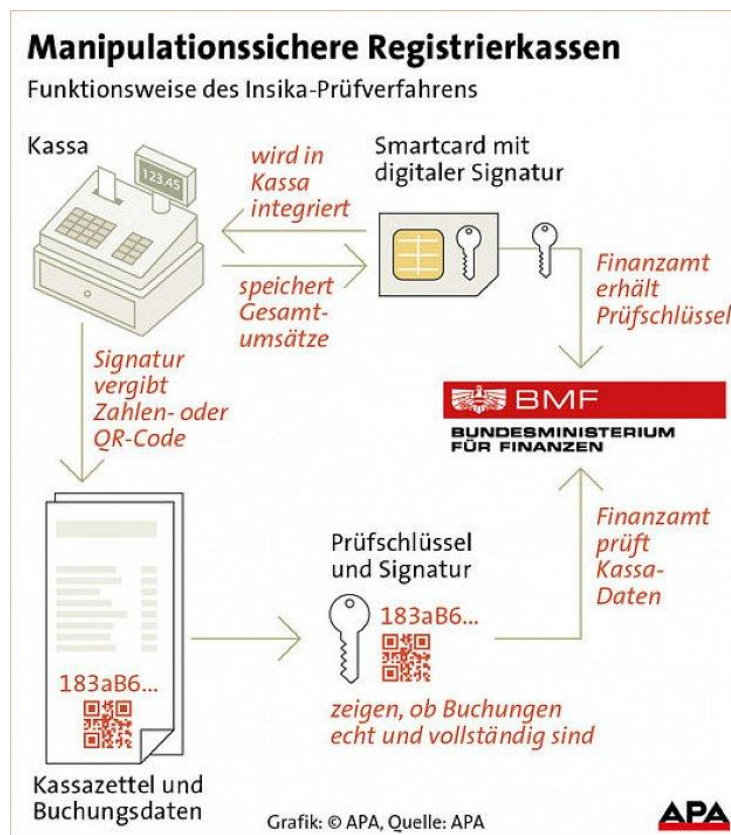 Manipulationssichere Registrierkassen
Funktionsweise des Insika-Prüfverfahrens
Kassa
123,45
wird in
Kassa
integriert
Smartcard mit
digitaler Signatur
speichert
Gesamt-
umsätze
Finanzamt
erhält
Prüfschlüssel
Signatur
vergibt
Zahlen- oder
QR-Code
BMF
BUNDESMINISTERIUM
FÜR FINANZEN
Finanzamt
prüft
Kassa-
Daten
Prüfschlüssel
und Signatur
183aB6...
183aB6...
zeigen, ob Buchungen
echt und vollständig sind
Kassazettel und
Buchungsdaten
Grafik: © APA, Quelle: APA
APA